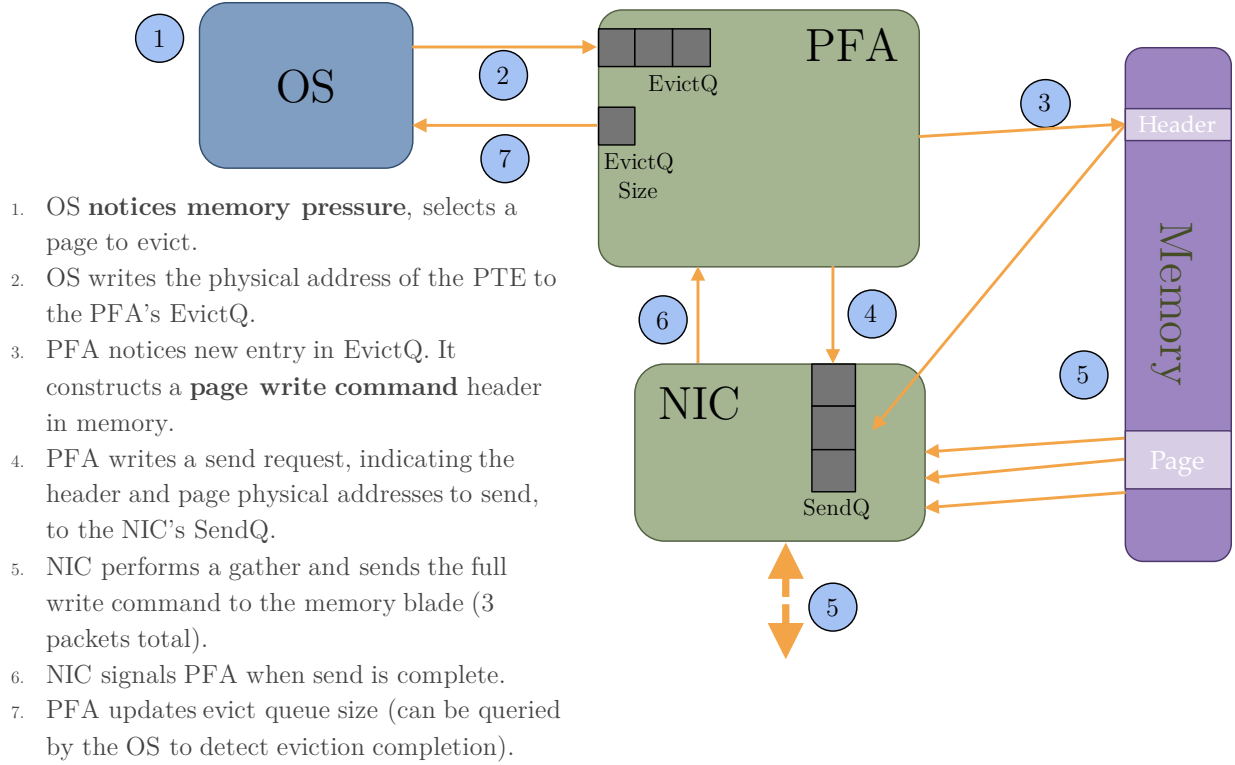 1
OS
2
7
EvictQ
PFA
EvictQ
Size
3
Header
Memory
6
4
NIC
SendQ
5
Page
5
1. OS notices memory pressure, selects a
page to evict.
2. OS writes the physical address of the PTE to
the PFA's EvictQ.
3. PFA notices new entry in EvictQ. It
constructs a page write command header
in memory.
4. PFA writes a send request, indicating the
header and page physical addresses to send,
to the NIC's SendQ.
5. NIC performs a gather and sends the full
write command to the memory blade (3
packets total).
6. NIC signals PFA when send is complete.
7. PFA updates evict queue size (can be queried
by the OS to detect eviction completion).